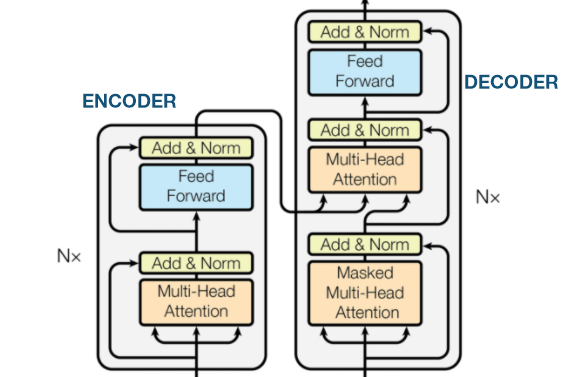 ENCODER
Add & Norm
Feed
Forward
Nx
Add & Norm
Multi-Head
Attention
DECODER
Add & Norm
Feed
Forward
Add & Norm
Multi-Head
Attention
Nx
Add & Norm
Masked
Multi-Head
Attention